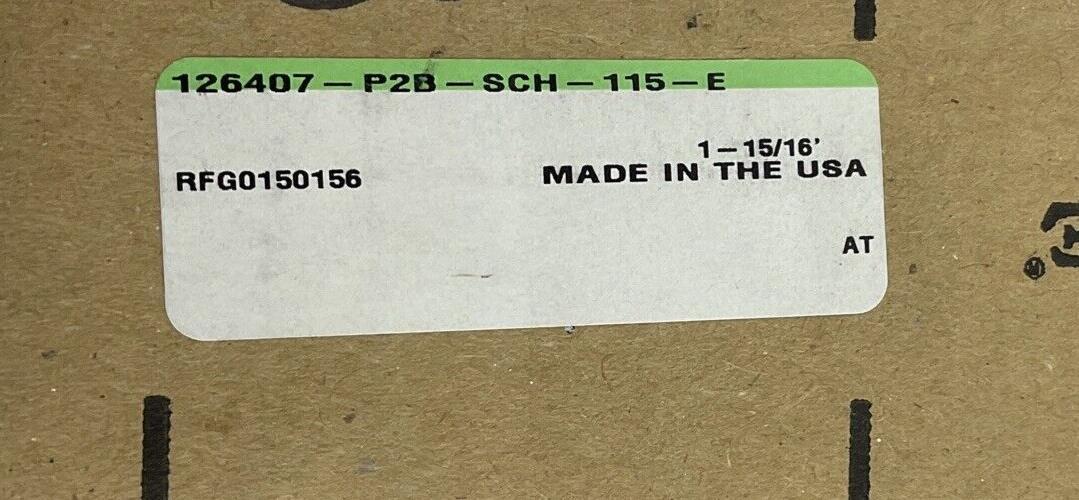 126407-P2B-SCH-115-E
1-15/16'
RFG0150156 MADE IN THE USA
AT